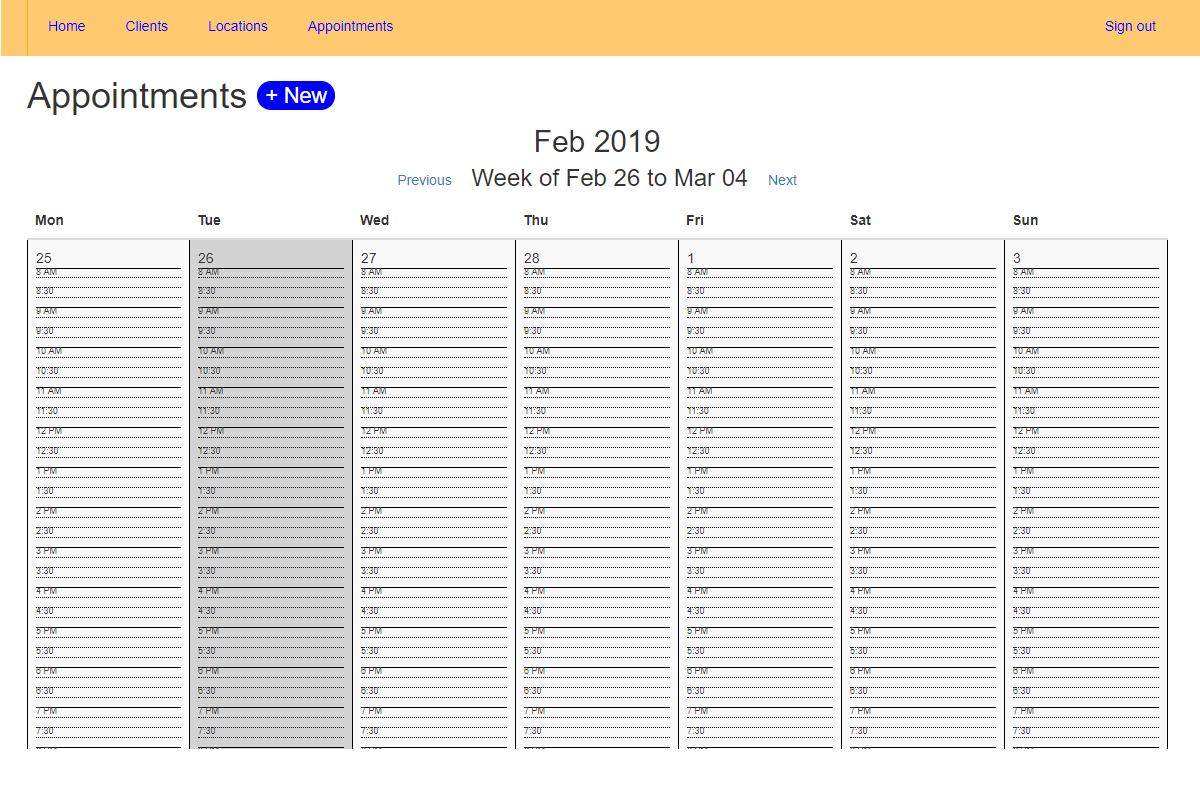 Home Clients Locations Appointments Sign out
Appointments + New
Feb 2019
Previous Week of Feb 26 to Mar 04 Next
Mon Tue Wed Thu Fri Sat Sun
25 26 27 28 1 2 3
8 AM 8 AM 8 AM 8 AM 8 AM 8 AM 8 AM
8:30 8:30 8:30 8:30 8:30 8:30 8:30
9 AM 9 AM 9 AM 9 AM 9 AM 9 AM 9 AM
9:30 9:30 9:30 9:30 9:30 9:30 9:30
10 AM 10 AM 10 AM 10 AM 10 AM 10 AM 10 AM
10:30 10:30 10:30 10:30 10:30 10:30 10:30
11 AM 11 AM 11 AM 11 AM 11 AM 11 AM 11 AM
11:30 11:30 11:30 11:30 11:30 11:30 11:30
12 PM 12 PM 12 PM 12 PM 12 PM 12 PM 12 PM
12:30 12:30 12:30 12:30 12:30 12:30 12:30
1 PM 1 PM 1 PM 1 PM 1 PM 1 PM 1 PM
1:30 1:30 1:30 1:30 1:30 1:30 1:30
2 PM 2 PM 2 PM 2 PM 2 PM 2 PM 2 PM
2:30 2:30 2:30 2:30 2:30 2:30 2:30
3 PM 3 PM 3 PM 3 PM 3 PM 3 PM 3 PM
3:30 3:30 3:30 3:30 3:30 3:30 3:30
4 PM 4 PM 4 PM 4 PM 4 PM 4 PM 4 PM
4:30 4:30 4:30 4:30 4:30 4:30 4:30
5 PM 5 PM 5 PM 5 PM 5 PM 5 PM 5 PM
5:30 5:30 5:30 5:30 5:30 5:30 5:30
6 PM 6 PM 6 PM 6 PM 6 PM 6 PM 6 PM
6:30 6:30 6:30 6:30 6:30 6:30 6:30
7 PM 7 PM 7 PM 7 PM 7 PM 7 PM 7 PM
7:30 7:30 7:30 7:30 7:30 7:30 7:30